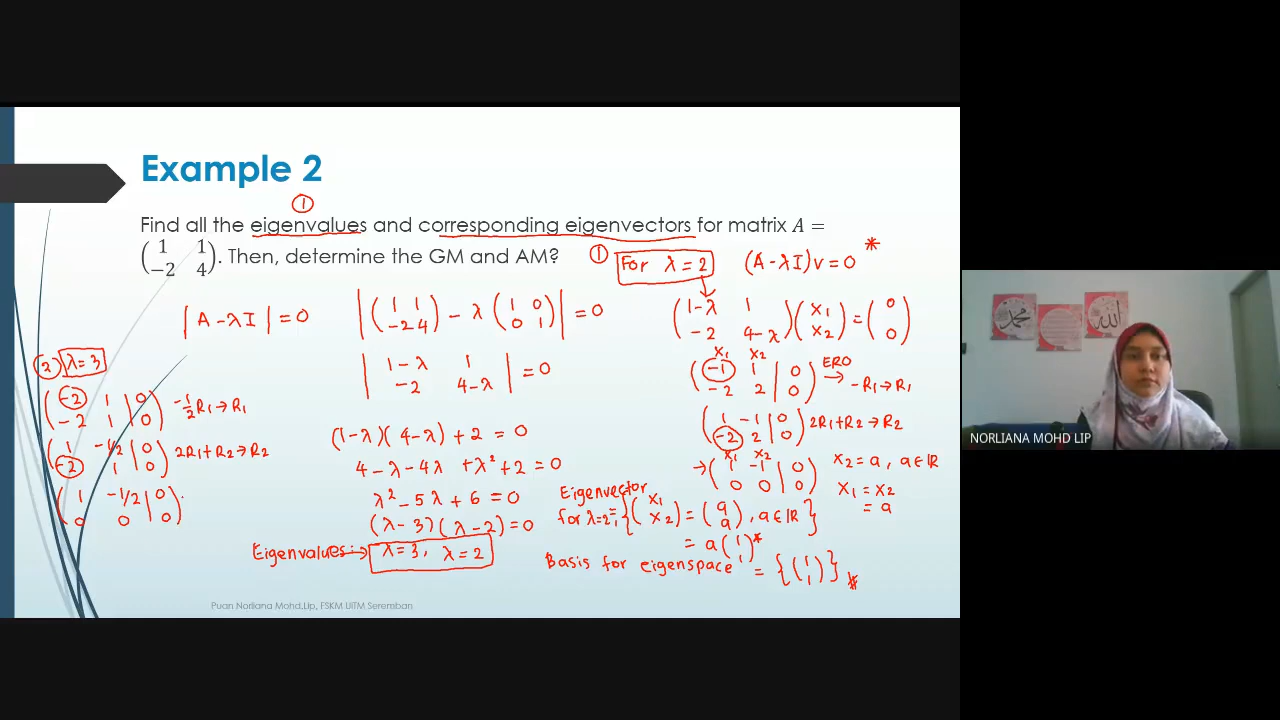 Example 2
①
Find all the eigenvalues and corresponding eigenvectors for matrix A =
( 1 1
-2 4 ). Then, determine the GM and AM?
| A - λI | = 0
| ( 1 1
-2 4 ) - λ ( 1 0
0 1 ) | = 0
| 1-λ 1
-2 4-λ | = 0
(1-λ)(4-λ) + 2 = 0
4 - λ - 4λ + λ² + 2 = 0
λ² - 5λ + 6 = 0
(λ-3)(λ-2) = 0
Eigenvalues: → λ=3, λ=2
① For λ = 2 (A - λI)v = 0 *
( 1-λ 1
-2 4-λ ) ( x₁
x₂ ) = ( 0
0 )
x₁ x₂
( -1 1 | 0
-2 2 | 0 ) ERO → -R₁→R₁
( 1 -1 | 0
-2 2 | 0 ) 2R₁+R₂→R₂
x₁ x₂
→ ( 1 -1 | 0
0 0 | 0 )
x₂ = a, a∈ℝ
x₁ = x₂
= a
Eigenvector
for λ=2, = { ( x₁
x₂ ) = ( a
a ), a∈ℝ }
= a ( 1
1 ) *
Basis for eigenspace = { ( 1
1 ) } *
② λ=3
( -2 1 | 0
-2 1 | 0 ) -1/2 R₁→R₁
( 1 -1/2 | 0
-2 1 | 0 ) 2R₁+R₂→R₂
( 1 -1/2 | 0
0 0 | 0 )
Puan Norliana Mohd.Lip, FSKM UiTM Seremban
NORLIANA MOHD LIP